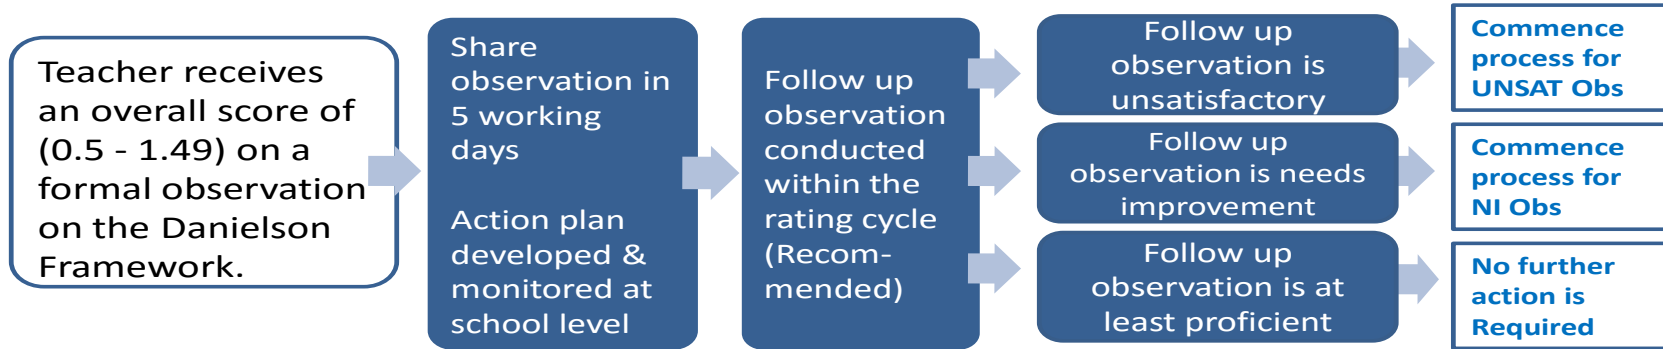 Teacher receives
an overall score of
(0.5 - 1.49) on a
formal observation
on the Danielson
Framework.
Share
observation in
5 working
days
Action plan
developed &
monitored at
school level
Follow up
observation
conducted
within the
rating cycle
(Recom-
mended)
Follow up
observation is
unsatisfactory
Commence
process for
UNSAT Obs
Follow up
observation is needs
improvement
Commence
process for
NI Obs
Follow up
observation is at
least proficient
No further
action is
Required